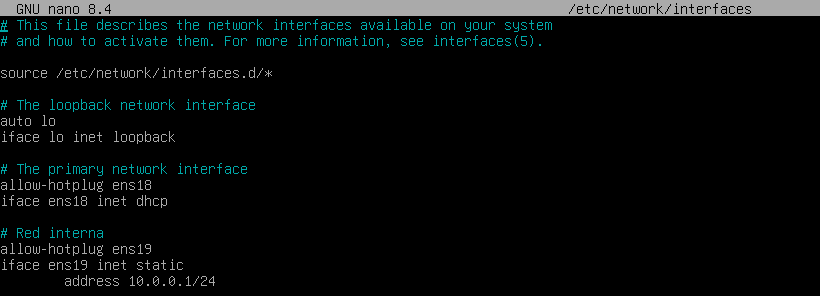 GNU nano 8.4 /etc/network/interfaces
# This file describes the network interfaces available on your system
# and how to activate them. For more information, see interfaces(5).
source /etc/network/interfaces.d/*
# The loopback network interface
auto lo
iface lo inet loopback
# The primary network interface
allow-hotplug ens18
iface ens18 inet dhcp
# Red interna
allow-hotplug ens19
iface ens19 inet static
address 10.0.0.1/24